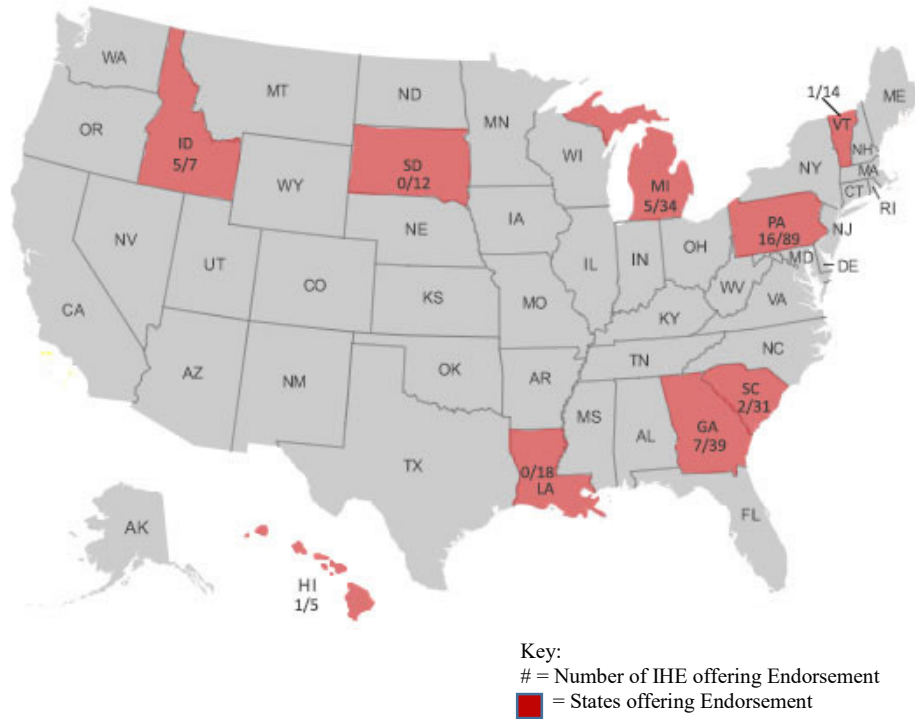 WA
MT
ND
MN
OR
ID
5/7
SD
0/12
WI
MI
5/34
1/14
VT
ME
NH
MA
NY
CT
RI
WY
IA
NE
PA
16/89
NJ
NV
UT
CO
IL
IN
OH
MD
DE
WV
VA
CA
KS
MO
KY
AZ
NM
OK
AR
TN
NC
SC
2/31
MS
AL
GA
7/39
TX
0/18
LA
FL
AK
HI
1/5
Key:
# = Number of IHE offering Endorsement
= States offering Endorsement